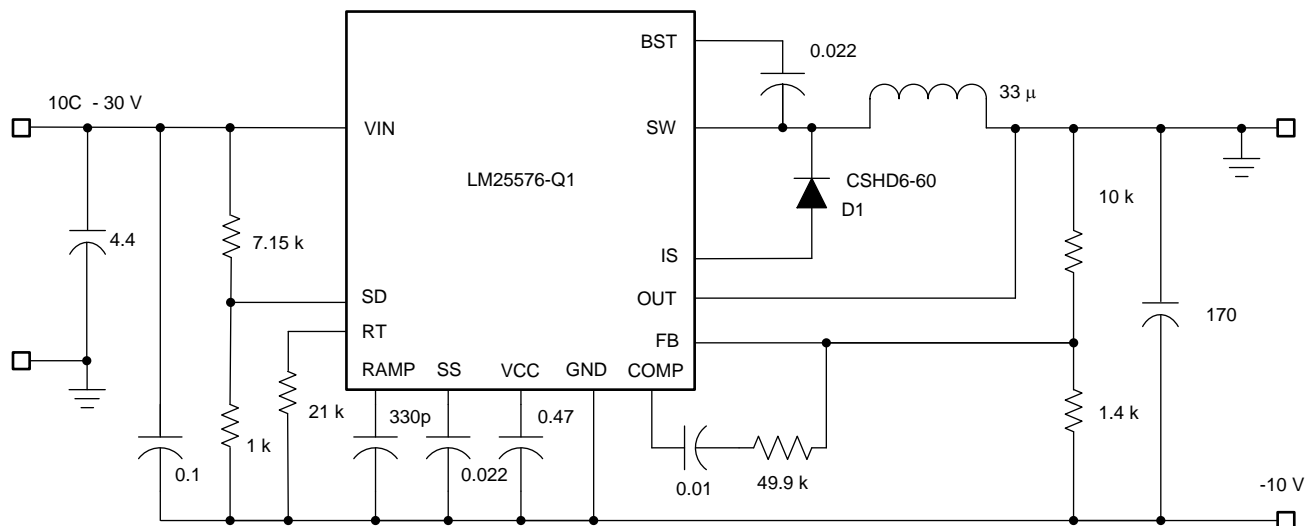 BST
0.022
10C - 30 V
33 μ
VIN
SW
LM25576-Q1
CSHD6-60
D1
10 k
4.4
7.15 k
IS
SD
OUT
170
RT
FB
RAMP
SS
VCC
GND
COMP
21 k
330p
0.47
1.4 k
1 k
0.1
0.022
0.01
49.9 k
-10 V